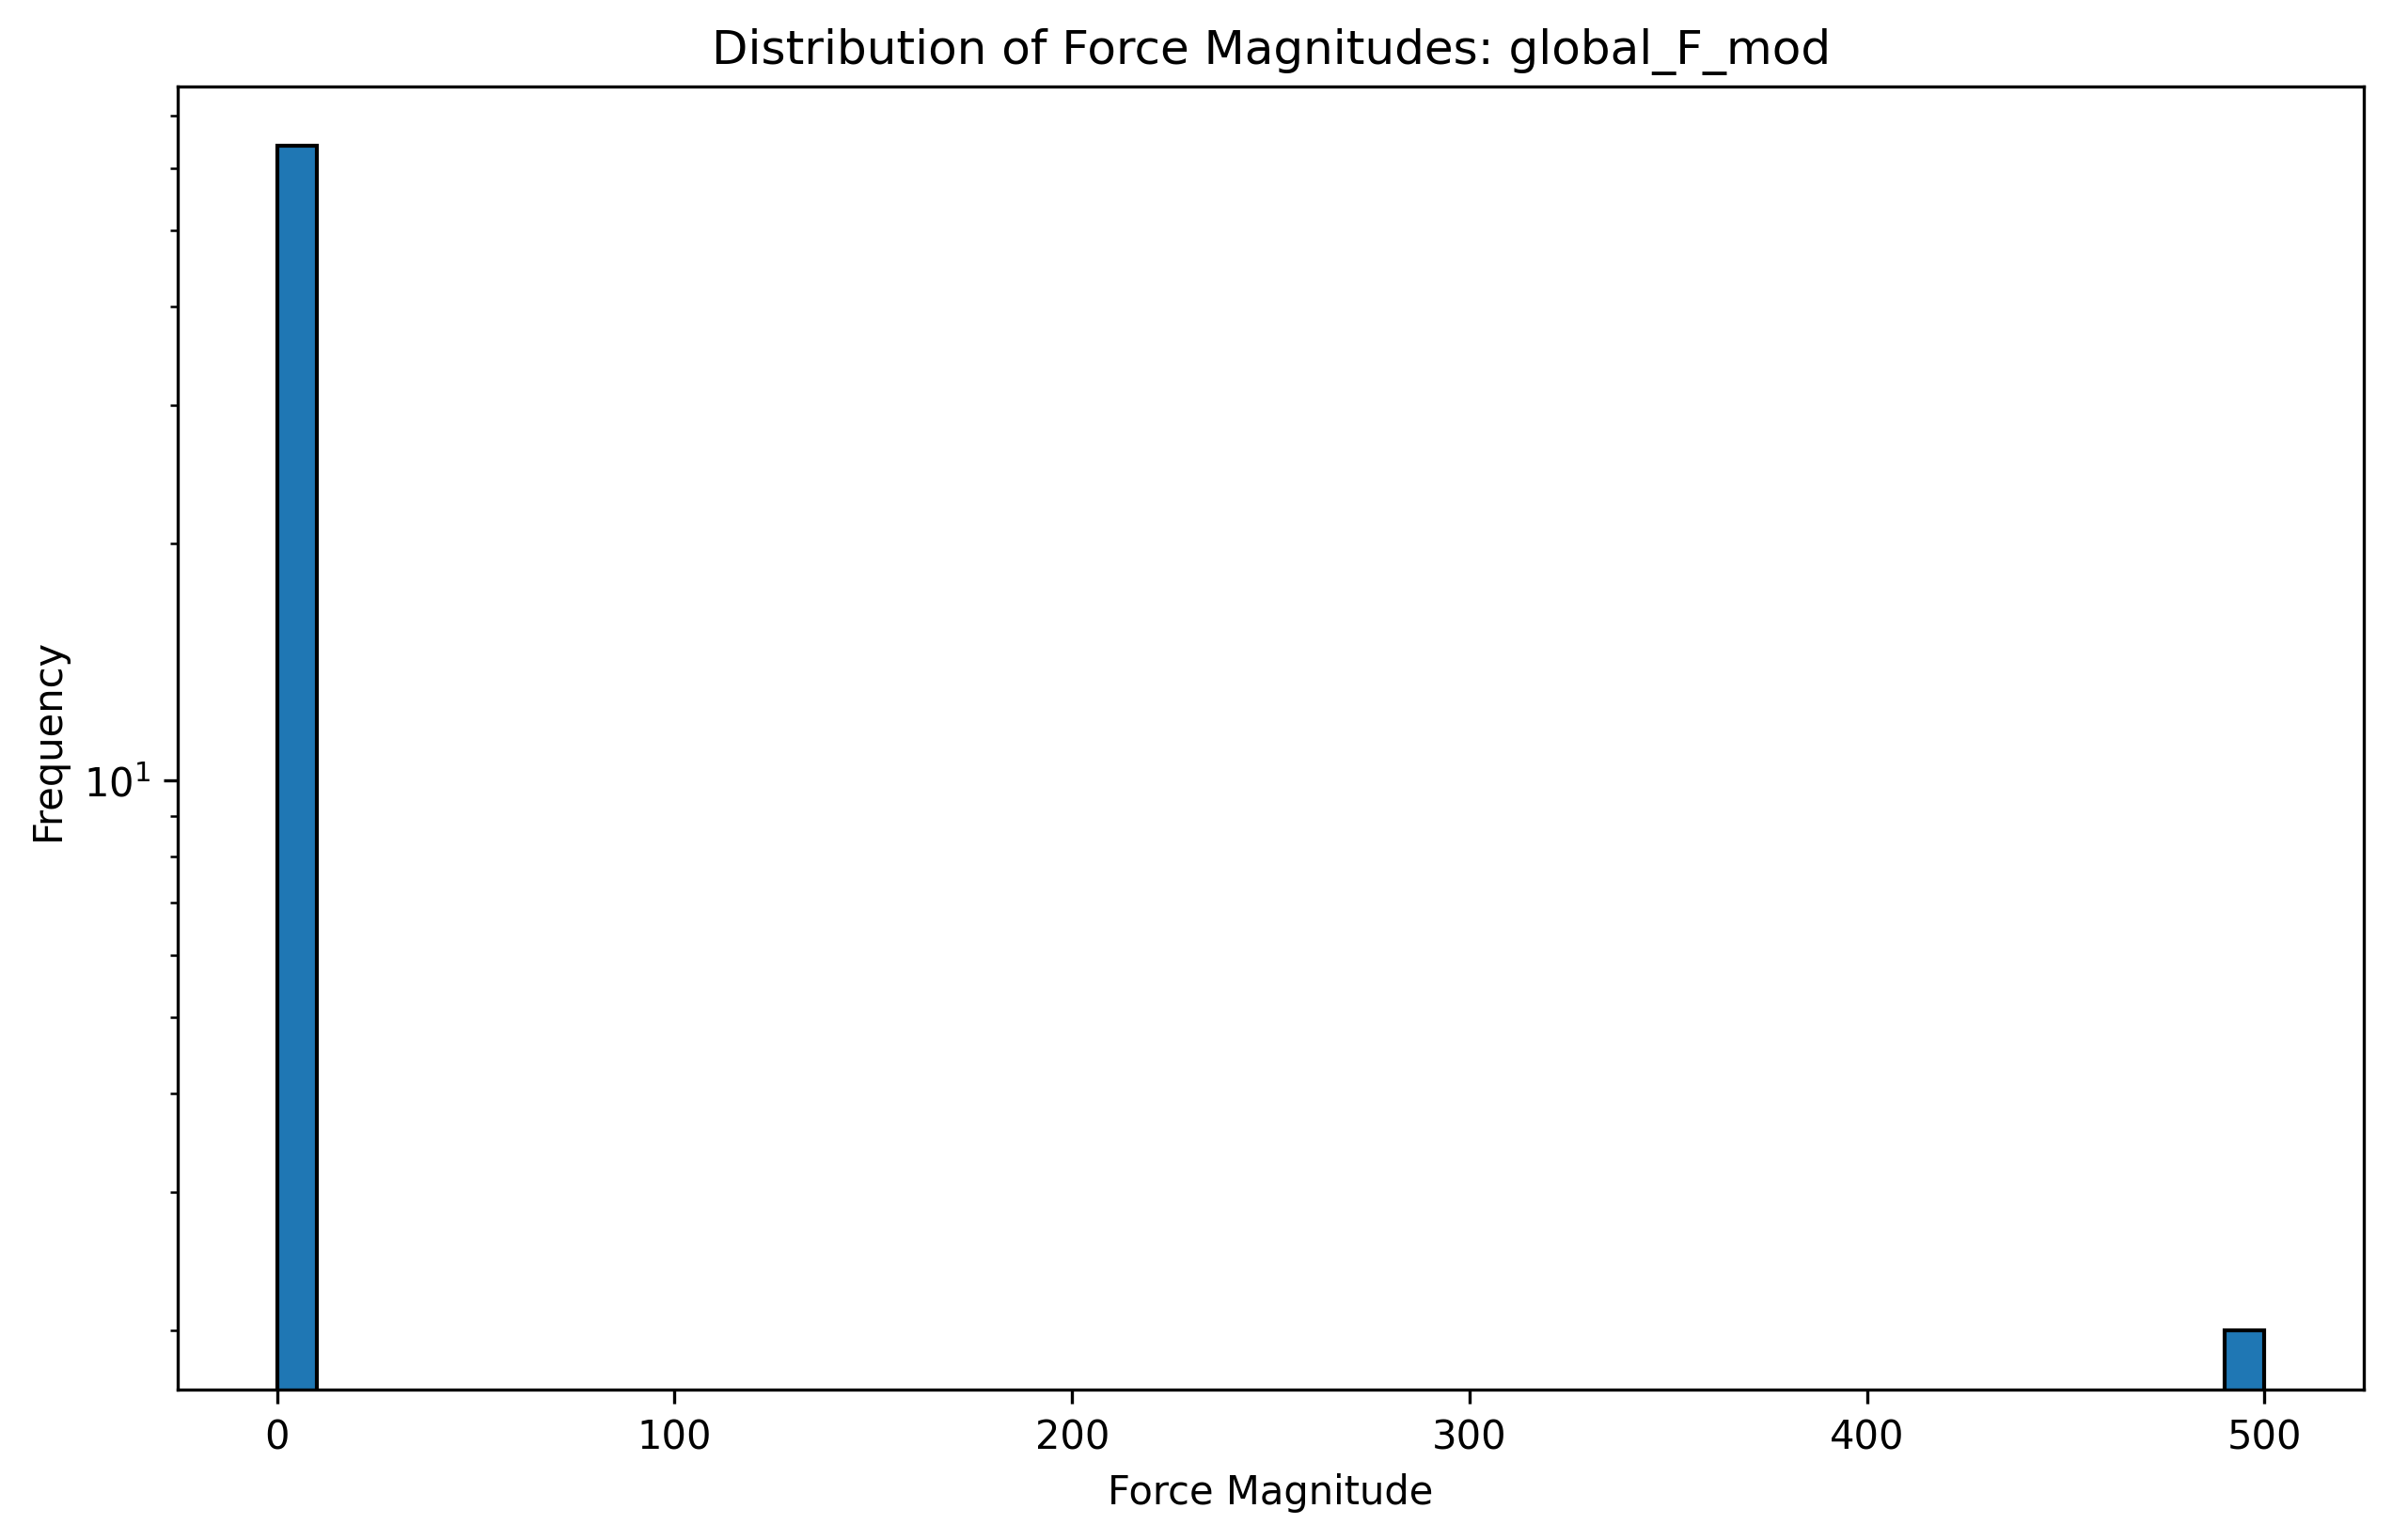 Distribution of Force Magnitudes: global_F_mod
Frequency
10¹
0 100 200 300 400 500
Force Magnitude